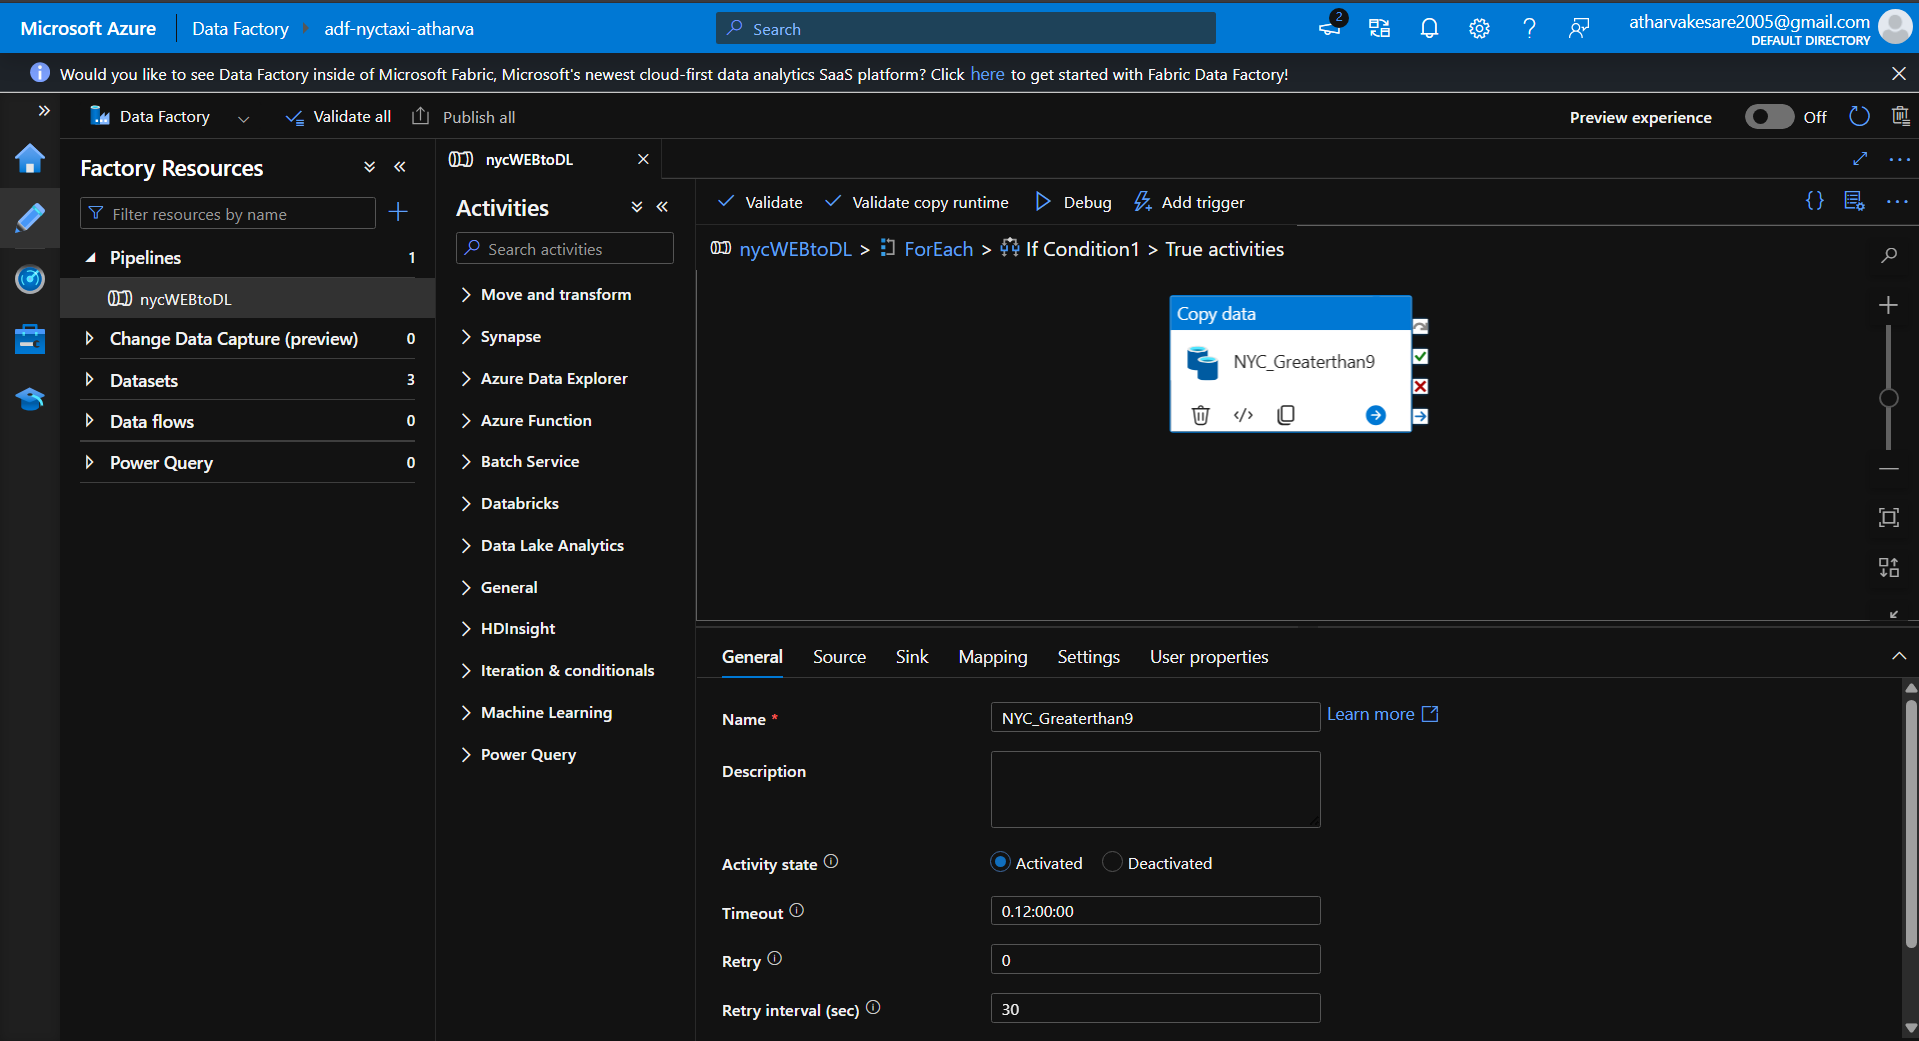 Microsoft Azure Data Factory adf-nyctaxi-atharva Search 2 atharvakesare2005@gmail.com
DEFAULT DIRECTORY
Would you like to see Data Factory inside of Microsoft Fabric, Microsoft's newest cloud-first data analytics SaaS platform? Click here to get started with Fabric Data Factory!
Data Factory Validate all Publish all Preview experience Off
Factory Resources
Filter resources by name
Pipelines 1
nycWEBtoDL
Change Data Capture (preview) 0
Datasets 3
Data flows 0
Power Query 0
nycWEBtoDL
Activities
Search activities
Move and transform
Synapse
Azure Data Explorer
Azure Function
Batch Service
Databricks
Data Lake Analytics
General
HDInsight
Iteration & conditionals
Machine Learning
Power Query
Validate Validate copy runtime Debug Add trigger
nycWEBtoDL > ForEach > If Condition1 > True activities
Copy data
NYC_Greaterthan9
General Source Sink Mapping Settings User properties
Name * NYC_Greaterthan9 Learn more
Description
Activity state Activated Deactivated
Timeout 0.12:00:00
Retry 0
Retry interval (sec) 30